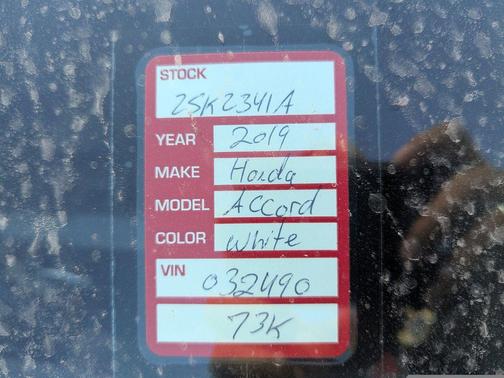 STOCK
25K2341A
YEAR 2019
MAKE Honda
MODEL ACCord
COLOR white
VIN 032490
73K